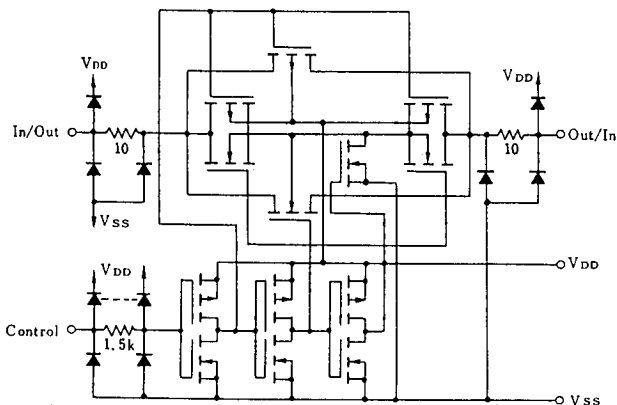 VDD
VDD
In/Out
10
10
Out/In
VSS
VDD
VDD
Control
1.5k
VSS